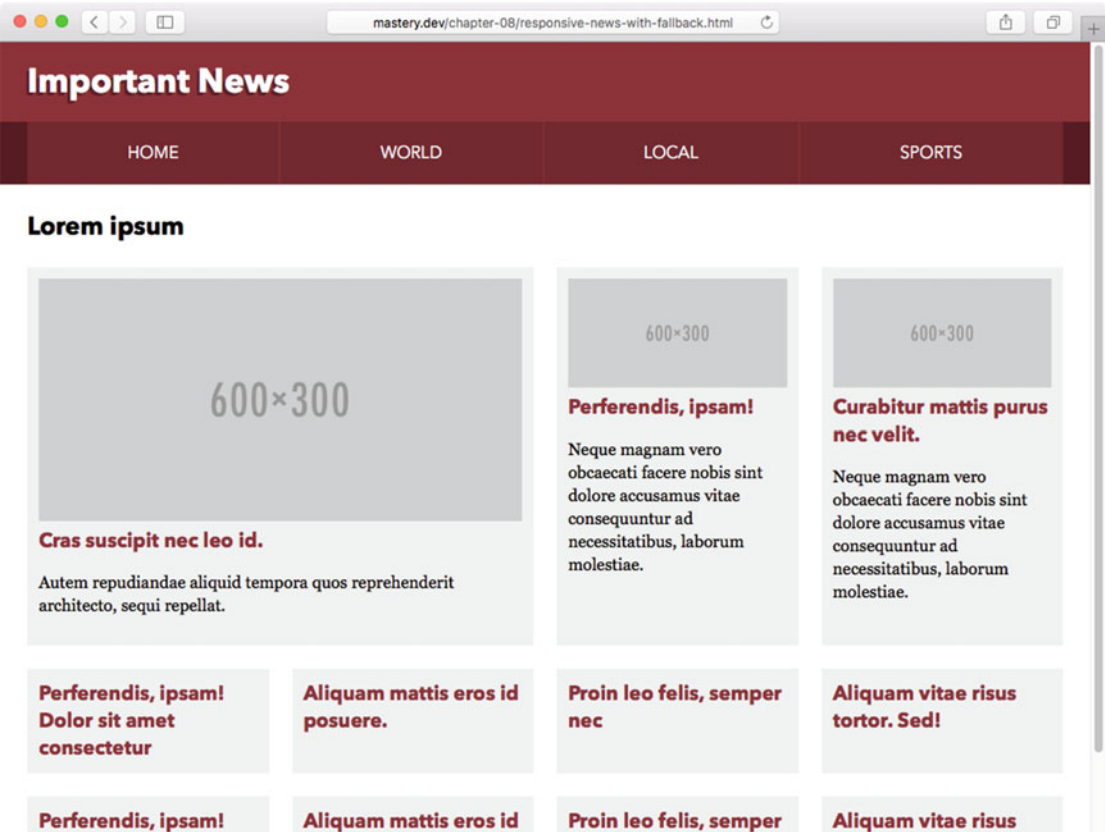 mastery.dev/chapter-08/responsive-news-with-fallback.html
Important News
HOME
WORLD
LOCAL
SPORTS
Lorem ipsum
600×300
Cras suscipit nec leo id.
Autem repudiandae aliquid tempora quos reprehenderit
architecto, sequi repellat.
600×300
Perferendis, ipsam!
Neque magnam vero
obcaecati facere nobis sint
dolore accusamus vitae
consequuntur ad
necessitatibus, laborum
molestiae.
600×300
Curabitur mattis purus
nec velit.
Neque magnam vero
obcaecati facere nobis sint
dolore accusamus vitae
consequuntur ad
necessitatibus, laborum
molestiae.
Perferendis, ipsam!
Dolor sit amet
consectetur
Aliquam mattis eros id
posuere.
Proin leo felis, semper
nec
Aliquam vitae risus
tortor. Sed!
Perferendis, ipsam!
Aliquam mattis eros id
Proin leo felis, semper
Aliquam vitae risus